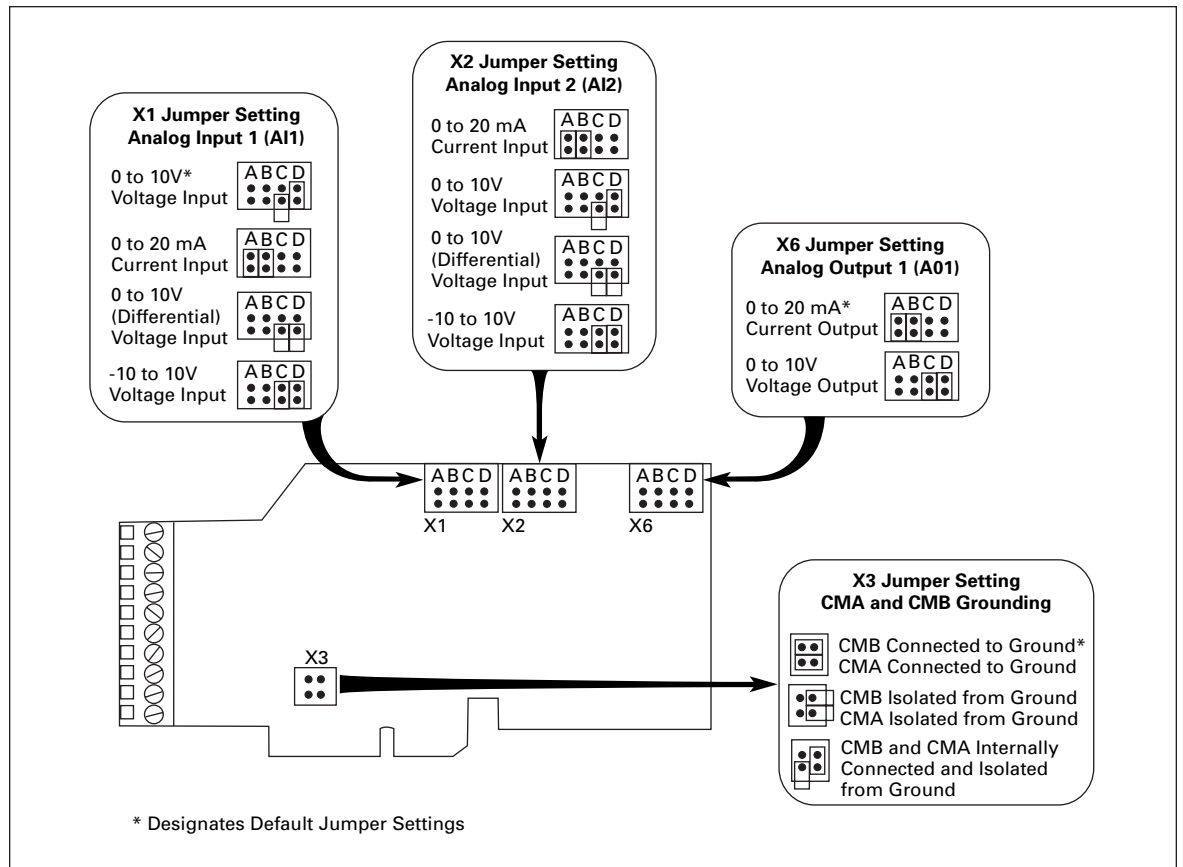 X1 Jumper Setting
Analog Input 1 (AI1)
0 to 10V*
Voltage Input
ABCD
0 to 20 mA
Current Input
ABCD
0 to 10V
(Differential)
Voltage Input
ABCD
-10 to 10V
Voltage Input
ABCD
X2 Jumper Setting
Analog Input 2 (AI2)
0 to 20 mA
Current Input
ABCD
0 to 10V
Voltage Input
ABCD
0 to 10V
(Differential)
Voltage Input
ABCD
-10 to 10V
Voltage Input
ABCD
X6 Jumper Setting
Analog Output 1 (A01)
0 to 20 mA*
Current Output
ABCD
0 to 10V
Voltage Output
ABCD
ABCD
X1
ABCD
X2
ABCD
X6
X3
X3 Jumper Setting
CMA and CMB Grounding
CMB Connected to Ground*
CMA Connected to Ground
CMB Isolated from Ground
CMA Isolated from Ground
CMB and CMA Internally
Connected and Isolated
from Ground
* Designates Default Jumper Settings